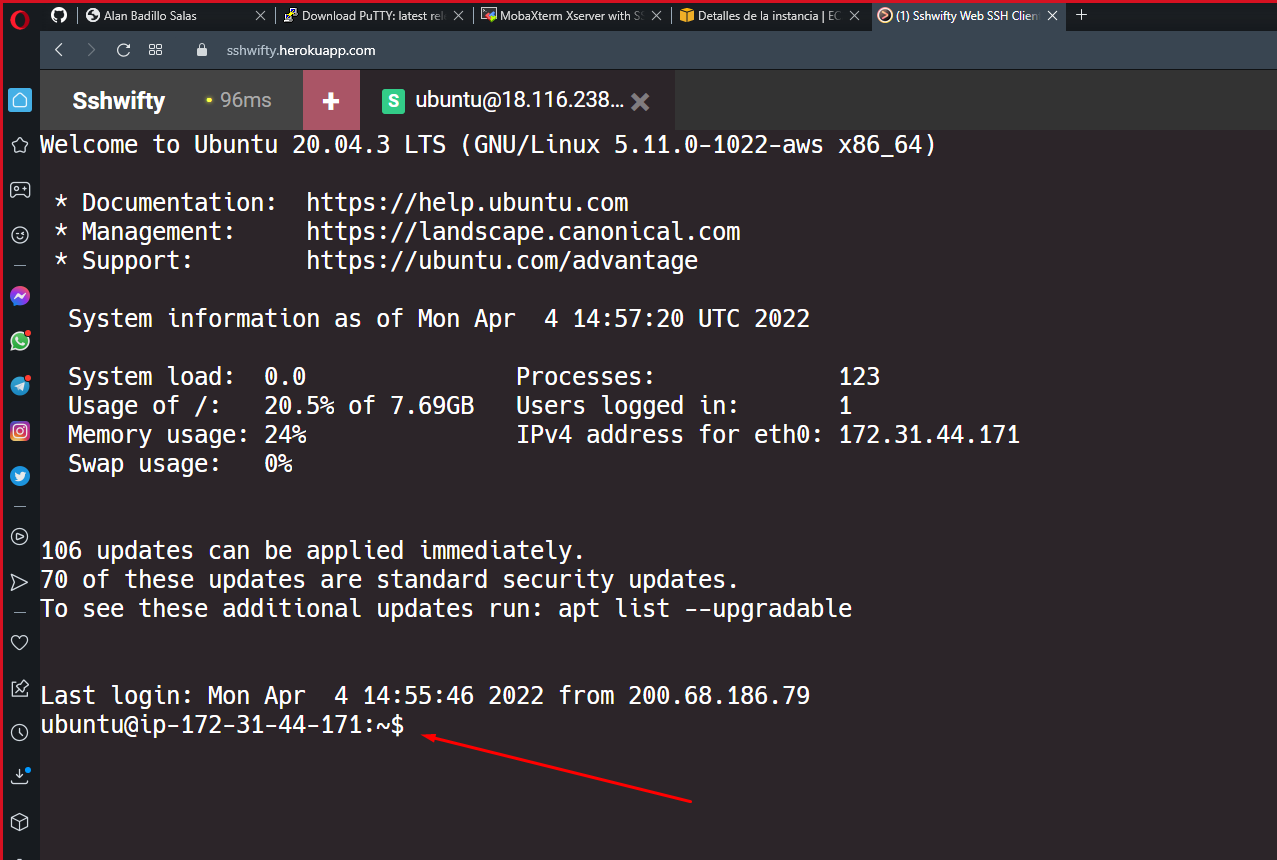 Alan Badillo Salas
Download PuTTY: latest rel
MobaXterm Xserver with SS
Detalles de la instancia | EC
(1) Sshwifty Web SSH Client
sshwifty.herokuapp.com
Sshwifty
96ms
+
S
ubuntu@18.116.238...
Welcome to Ubuntu 20.04.3 LTS (GNU/Linux 5.11.0-1022-aws x86_64)
* Documentation: https://help.ubuntu.com
* Management: https://landscape.canonical.com
* Support: https://ubuntu.com/advantage
System information as of Mon Apr 4 14:57:20 UTC 2022
System load: 0.0 Processes: 123
Usage of /: 20.5% of 7.69GB Users logged in: 1
Memory usage: 24% IPv4 address for eth0: 172.31.44.171
Swap usage: 0%
106 updates can be applied immediately.
70 of these updates are standard security updates.
To see these additional updates run: apt list --upgradable
Last login: Mon Apr 4 14:55:46 2022 from 200.68.186.79
ubuntu@ip-172-31-44-171:~$